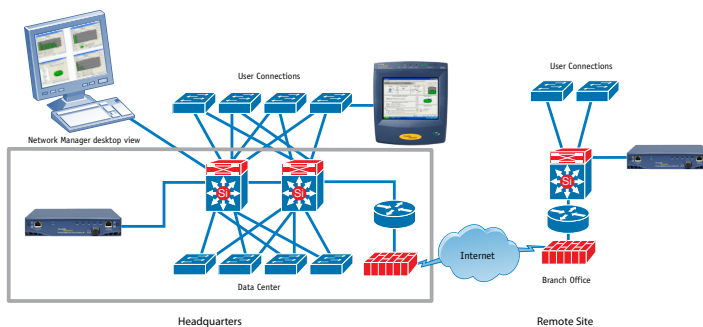 User Connections
User Connections
Network Manager desktop view
Si
Si
Si
Internet
Data Center
Branch Office
Headquarters
Remote Site